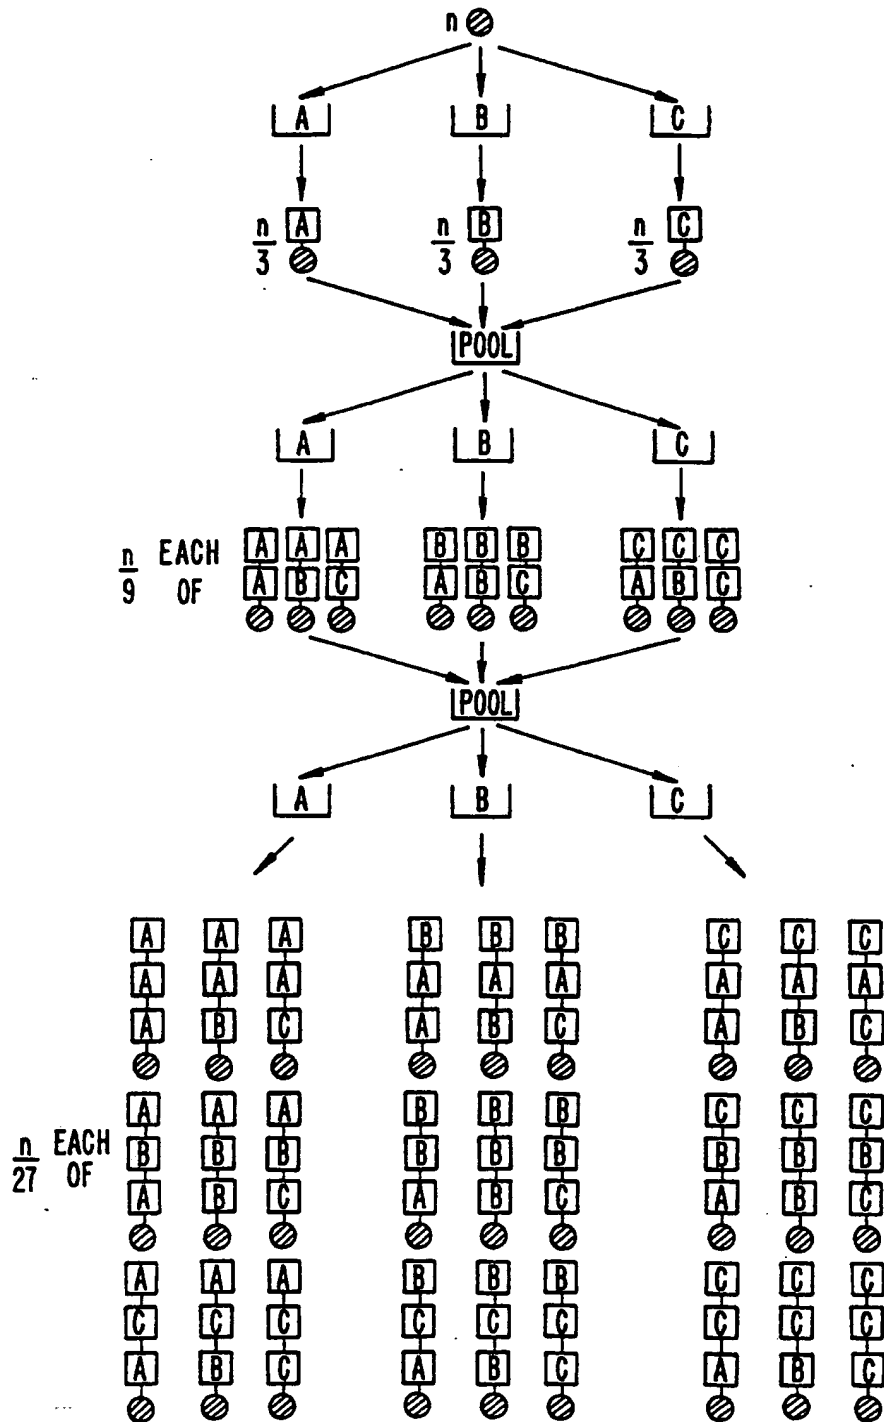 n
A B C
n/3 A n/3 B n/3 C
POOL
A B C
n/9 EACH OF
A A A B B B C C C
A B C A B C A B C
POOL
A B C
A A A B B B C C C
A A A A A A A A A
A B C A B C A B C
n/27 EACH OF
A A A B B B C C C
B B B B B B B B B
A B C A B C A B C
A A A B B B C C C
C C C C C C C C C
A B C A B C A B C